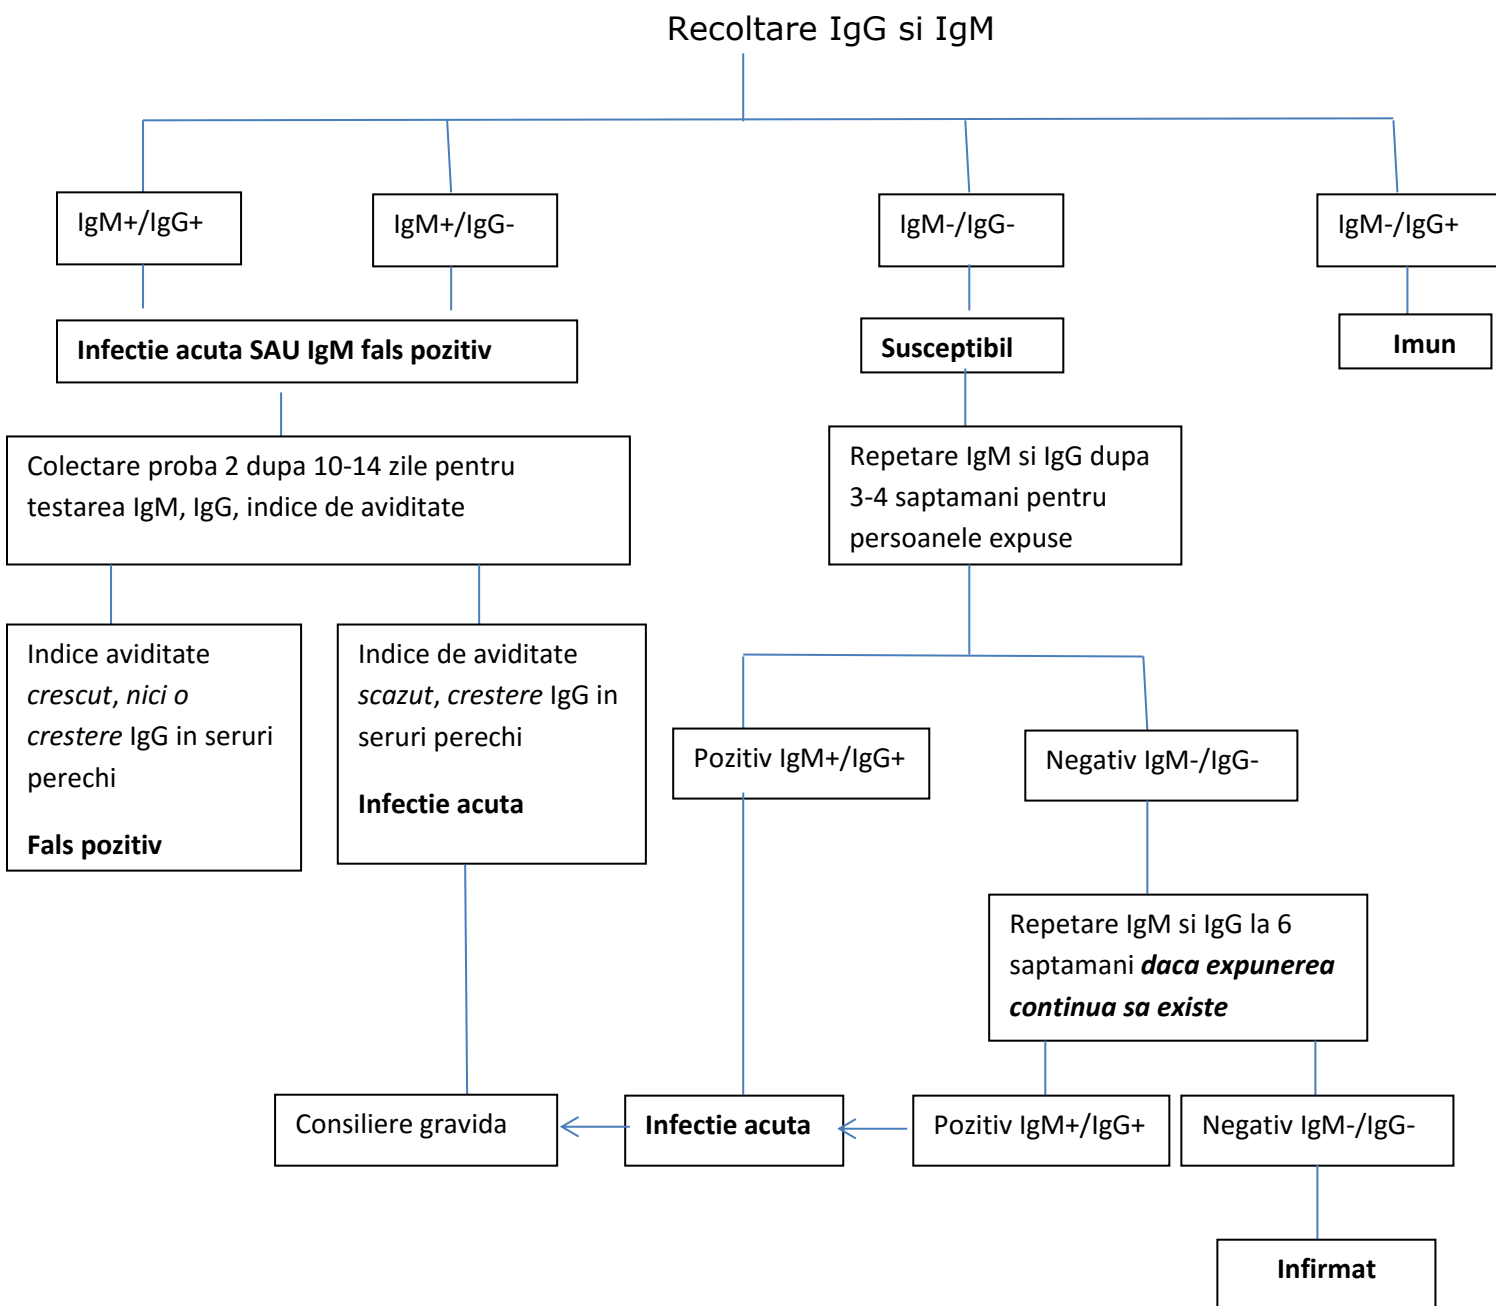 Recoltare IgG si IgM
IgM+/IgG+
IgM+/IgG-
IgM-/IgG-
IgM-/IgG+
Infectie acuta SAU IgM fals pozitiv
Susceptibil
Imun
Colectare proba 2 dupa 10-14 zile pentru
testarea IgM, IgG, indice de aviditate
Repetare IgM si IgG dupa
3-4 saptamani pentru
persoanele expuse
Indice aviditate
crescut, nici o
crestere IgG in seruri
perechi
Fals pozitiv
Indice de aviditate
scazut, crestere IgG in
seruri perechi
Infectie acuta
Pozitiv IgM+/IgG+
Negativ IgM-/IgG-
Repetare IgM si IgG la 6
saptamani daca expunerea
continua sa existe
Consiliere gravida
Infectie acuta
Pozitiv IgM+/IgG+
Negativ IgM-/IgG-
Infirmat